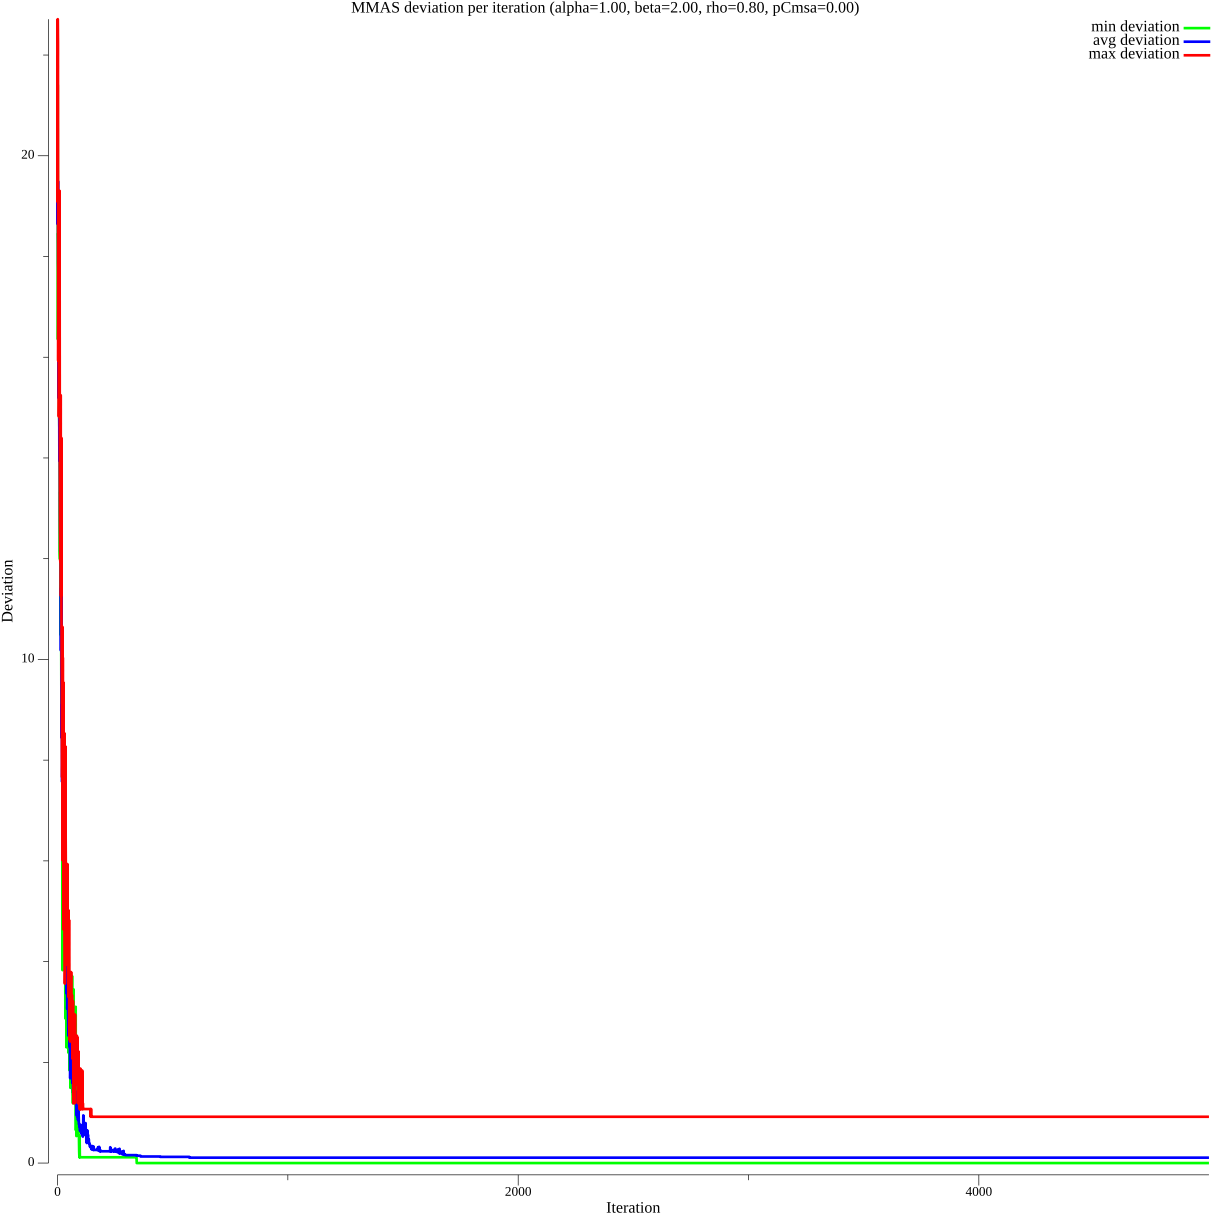 MMAS deviation per iteration (alpha=1.00, beta=2.00, rho=0.80, pCmsa=0.00)
min deviation
avg deviation
max deviation
20
10
0
Deviation
0
2000
4000
Iteration